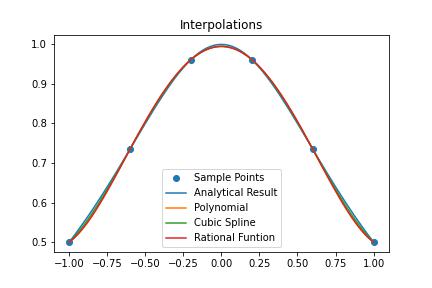 Interpolations
1.0
0.9
0.8
0.7
0.6
0.5
Sample Points
Analytical Result
Polynomial
Cubic Spline
Rational Funtion
−1.00 −0.75 −0.50 −0.25 0.00 0.25 0.50 0.75 1.00